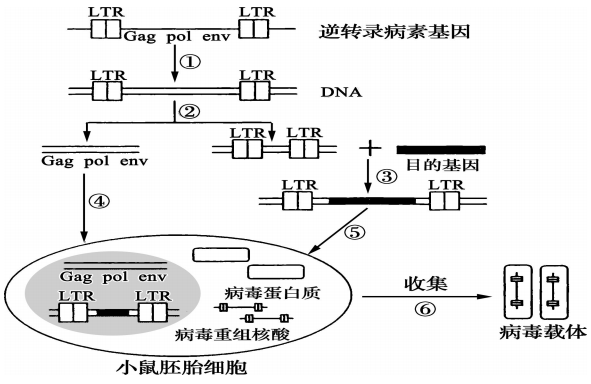 LTR LTR
Gag pol env
逆转录病素基因
①
LTR LTR
DNA
②
Gag pol env
LTR LTR
+
目的基因
③
LTR LTR
④
⑤
Gag pol env
LTR LTR
病毒蛋白质
病毒重组核酸
小鼠胚胎细胞
收集
⑥
病毒载体